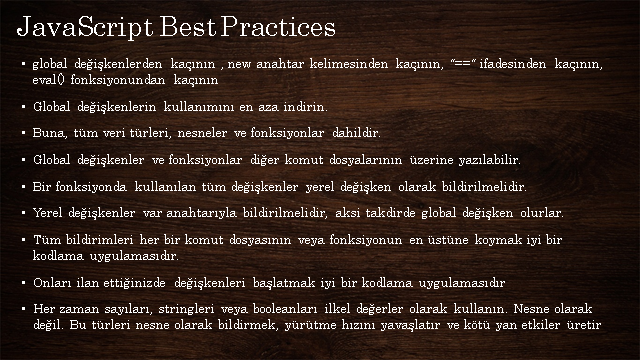 JavaScript Best Practices
• global değişkenlerden kaçının , new anahtar kelimesinden kaçının, “==“ ifadesinden kaçının,
eval() fonksiyonundan kaçının
• Global değişkenlerin kullanımını en aza indirin.
• Buna, tüm veri türleri, nesneler ve fonksiyonlar dahildir.
• Global değişkenler ve fonksiyonlar diğer komut dosyalarının üzerine yazılabilir.
• Bir fonksiyonda kullanılan tüm değişkenler yerel değişken olarak bildirilmelidir.
• Yerel değişkenler var anahtarıyla bildirilmelidir, aksi takdirde global değişken olurlar.
• Tüm bildirimleri her bir komut dosyasının veya fonksiyonun en üstüne koymak iyi bir
kodlama uygulamasıdır.
• Onları ilan ettiğinizde değişkenleri başlatmak iyi bir kodlama uygulamasıdır
• Her zaman sayıları, stringleri veya booleanları ilkel değerler olarak kullanın. Nesne olarak
değil. Bu türleri nesne olarak bildirmek, yürütme hızını yavaşlatır ve kötü yan etkiler üretir